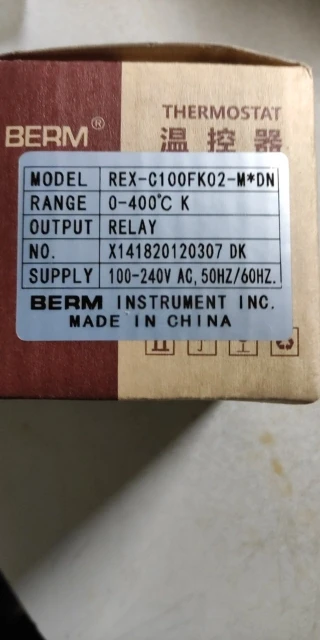 THERMOSTAT
BERM®
温控器
MODEL REX-C100FK02-M*DN
RANGE 0-400℃ K
OUTPUT RELAY
NO. X141820120307 DK
SUPPLY 100-240V AC, 50HZ/60HZ.
BERM INSTRUMENT INC.
MADE IN CHINA